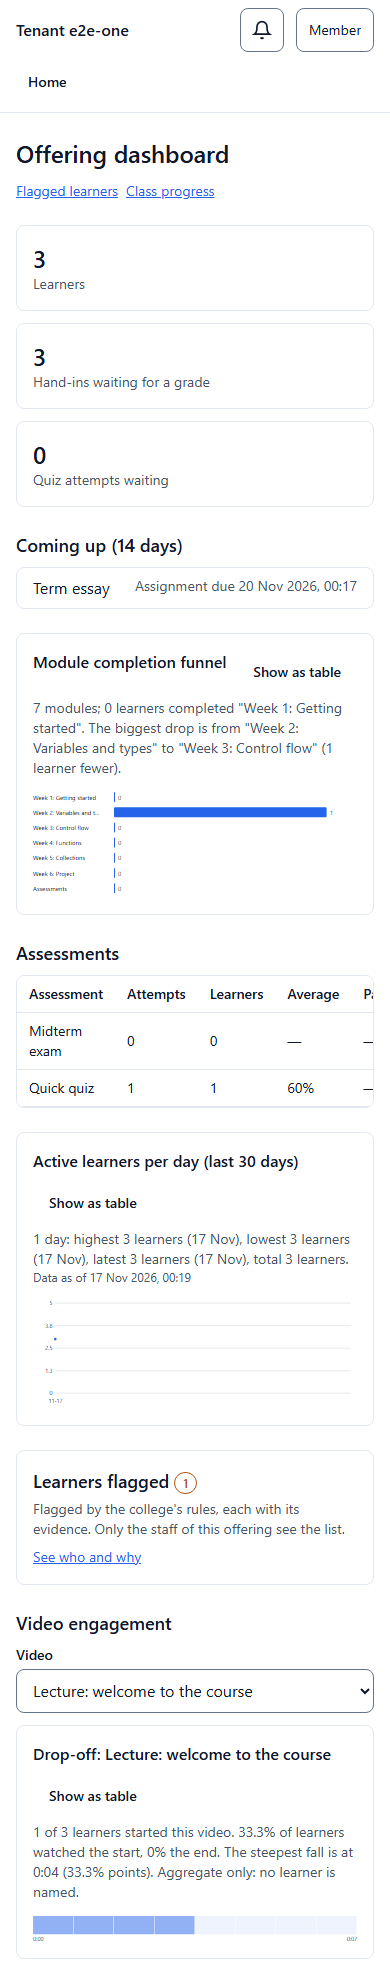 Tenant e2e-one
Member
Home
Offering dashboard
Flagged learners Class progress
3
Learners
3
Hand-ins waiting for a grade
0
Quiz attempts waiting
Coming up (14 days)
Term essay Assignment due 20 Nov 2026, 00:17
Module completion funnel
Show as table
7 modules; 0 learners completed "Week 1: Getting
started". The biggest drop is from "Week 2:
Variables and types" to "Week 3: Control flow" (1
learner fewer).
Week 1: Getting started 0
Week 2: Variables and t... 1
Week 3: Control flow 0
Week 4: Functions 0
Week 5: Collections 0
Week 6: Project 0
Assessments 0
Assessments
Assessment Attempts Learners Average
Midterm
exam 0 0 —
Quick quiz 1 1 60% —
Active learners per day (last 30 days)
Show as table
1 day: highest 3 learners (17 Nov), lowest 3 learners
(17 Nov), latest 3 learners (17 Nov), total 3 learners.
Data as of 17 Nov 2026, 00:19
5
3.8
2.5
1.3
0
11-17
Learners flagged 1
Flagged by the college's rules, each with its
evidence. Only the staff of this offering see the list.
See who and why
Video engagement
Video
Lecture: welcome to the course
Drop-off: Lecture: welcome to the course
Show as table
1 of 3 learners started this video. 33.3% of learners
watched the start, 0% the end. The steepest fall is at
0:04 (33.3% points). Aggregate only: no learner is
named.
0:00 0:07